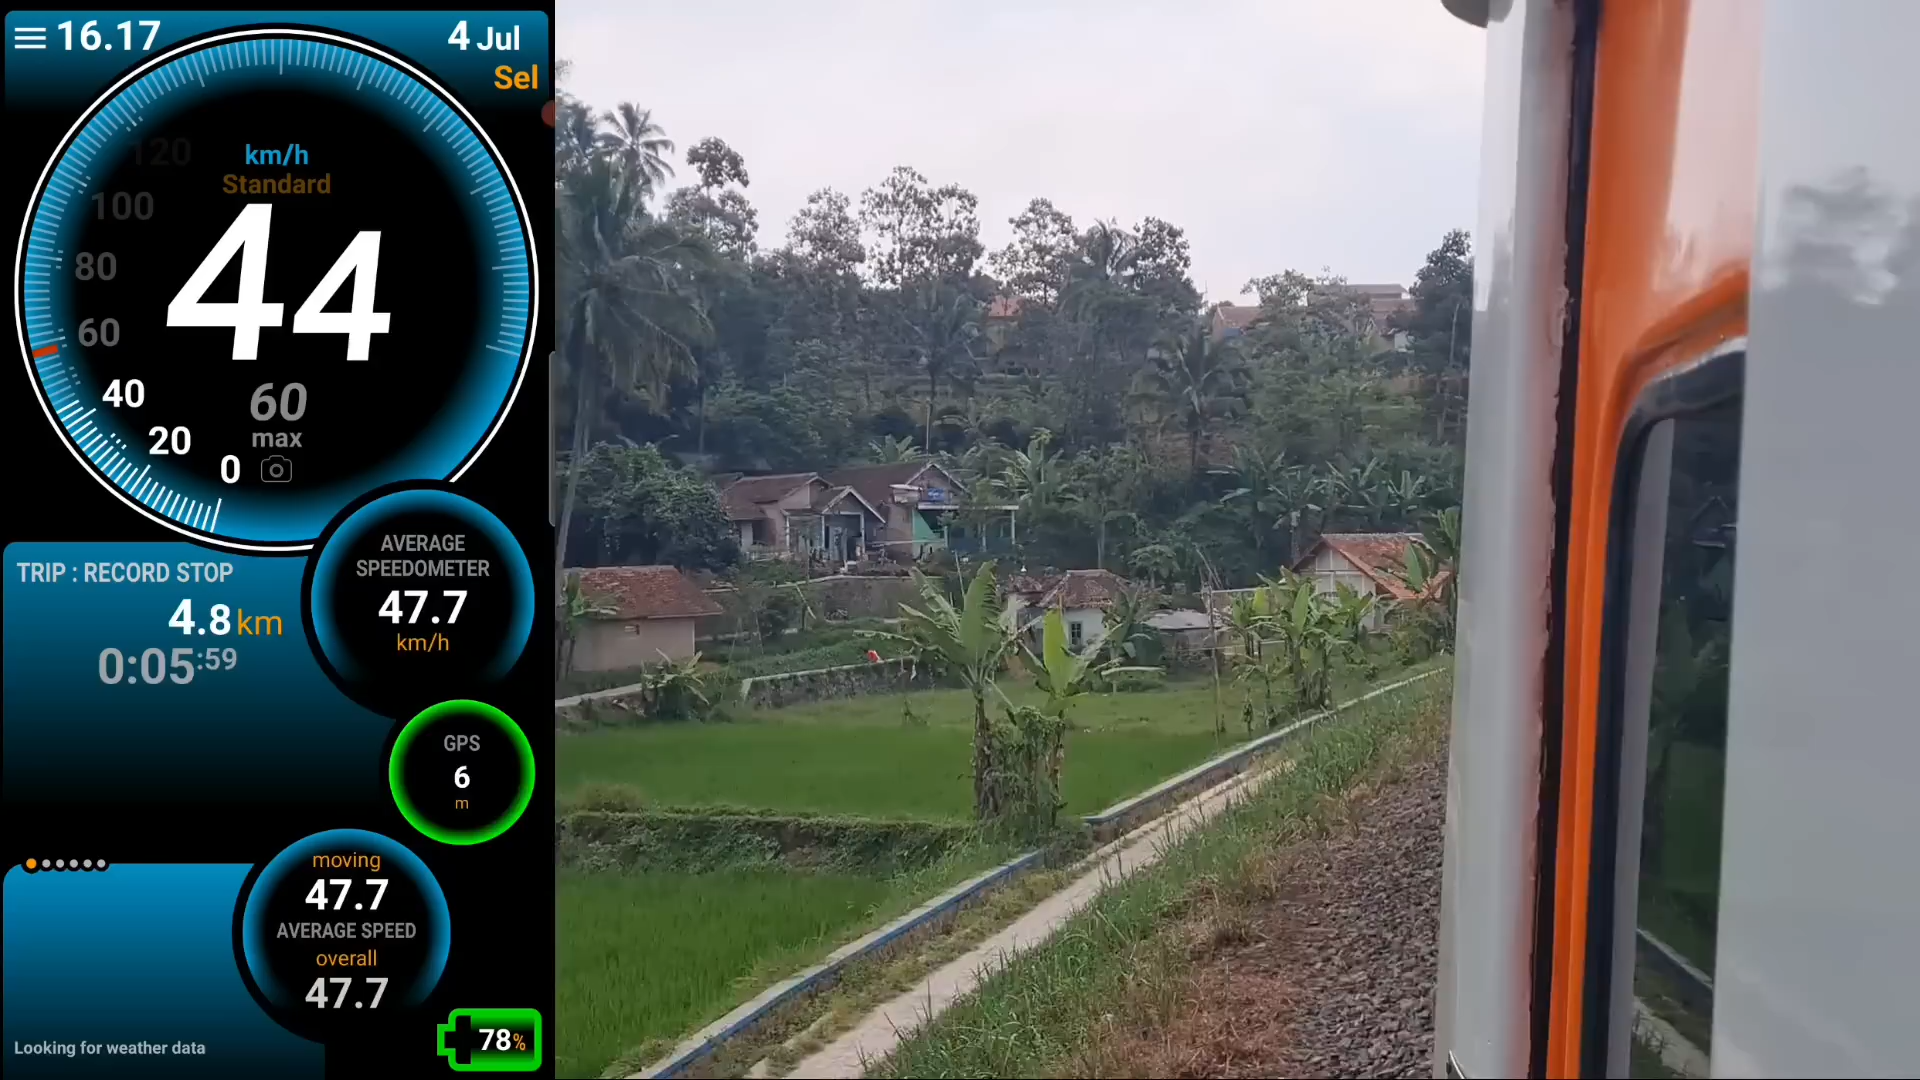 16.17
4 Jul
Sel
km/h
Standard
44
120
100
80
60
40
20
0
60
max
TRIP : RECORD STOP
4.8 km
0:05:59
AVERAGE
SPEEDOMETER
47.7
km/h
GPS
6
m
moving
47.7
AVERAGE SPEED
overall
47.7
Looking for weather data
78%